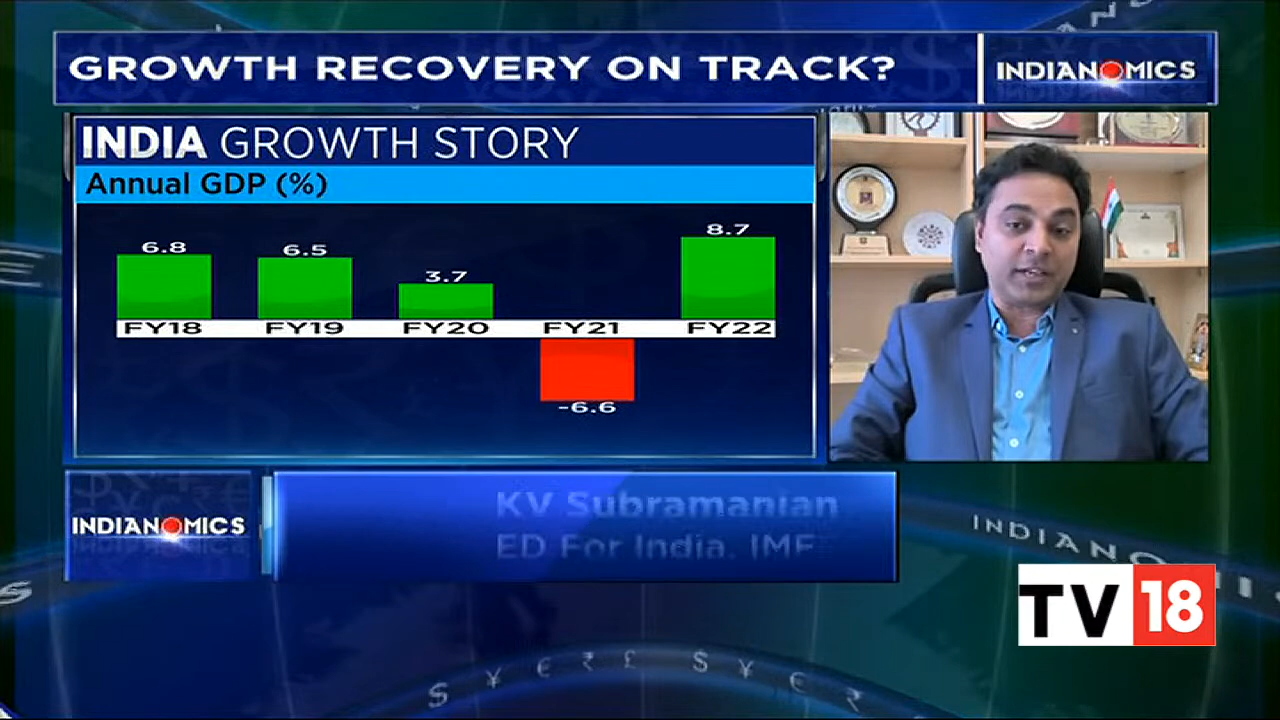 GROWTH RECOVERY ON TRACK?
INDIANOMICS
INDIA GROWTH STORY
Annual GDP (%)
6.8
6.5
3.7
8.7
FY18
FY19
FY20
FY21
FY22
-6.6
INDIANOMICS
KV Subramanian
ED For India, IMF
INDIANO
TV18